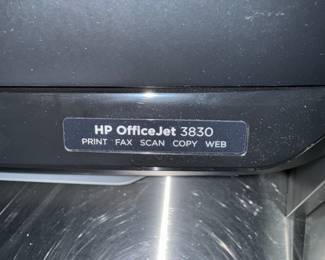 HP OfficeJet 3830
PRINT FAX SCAN COPY WEB